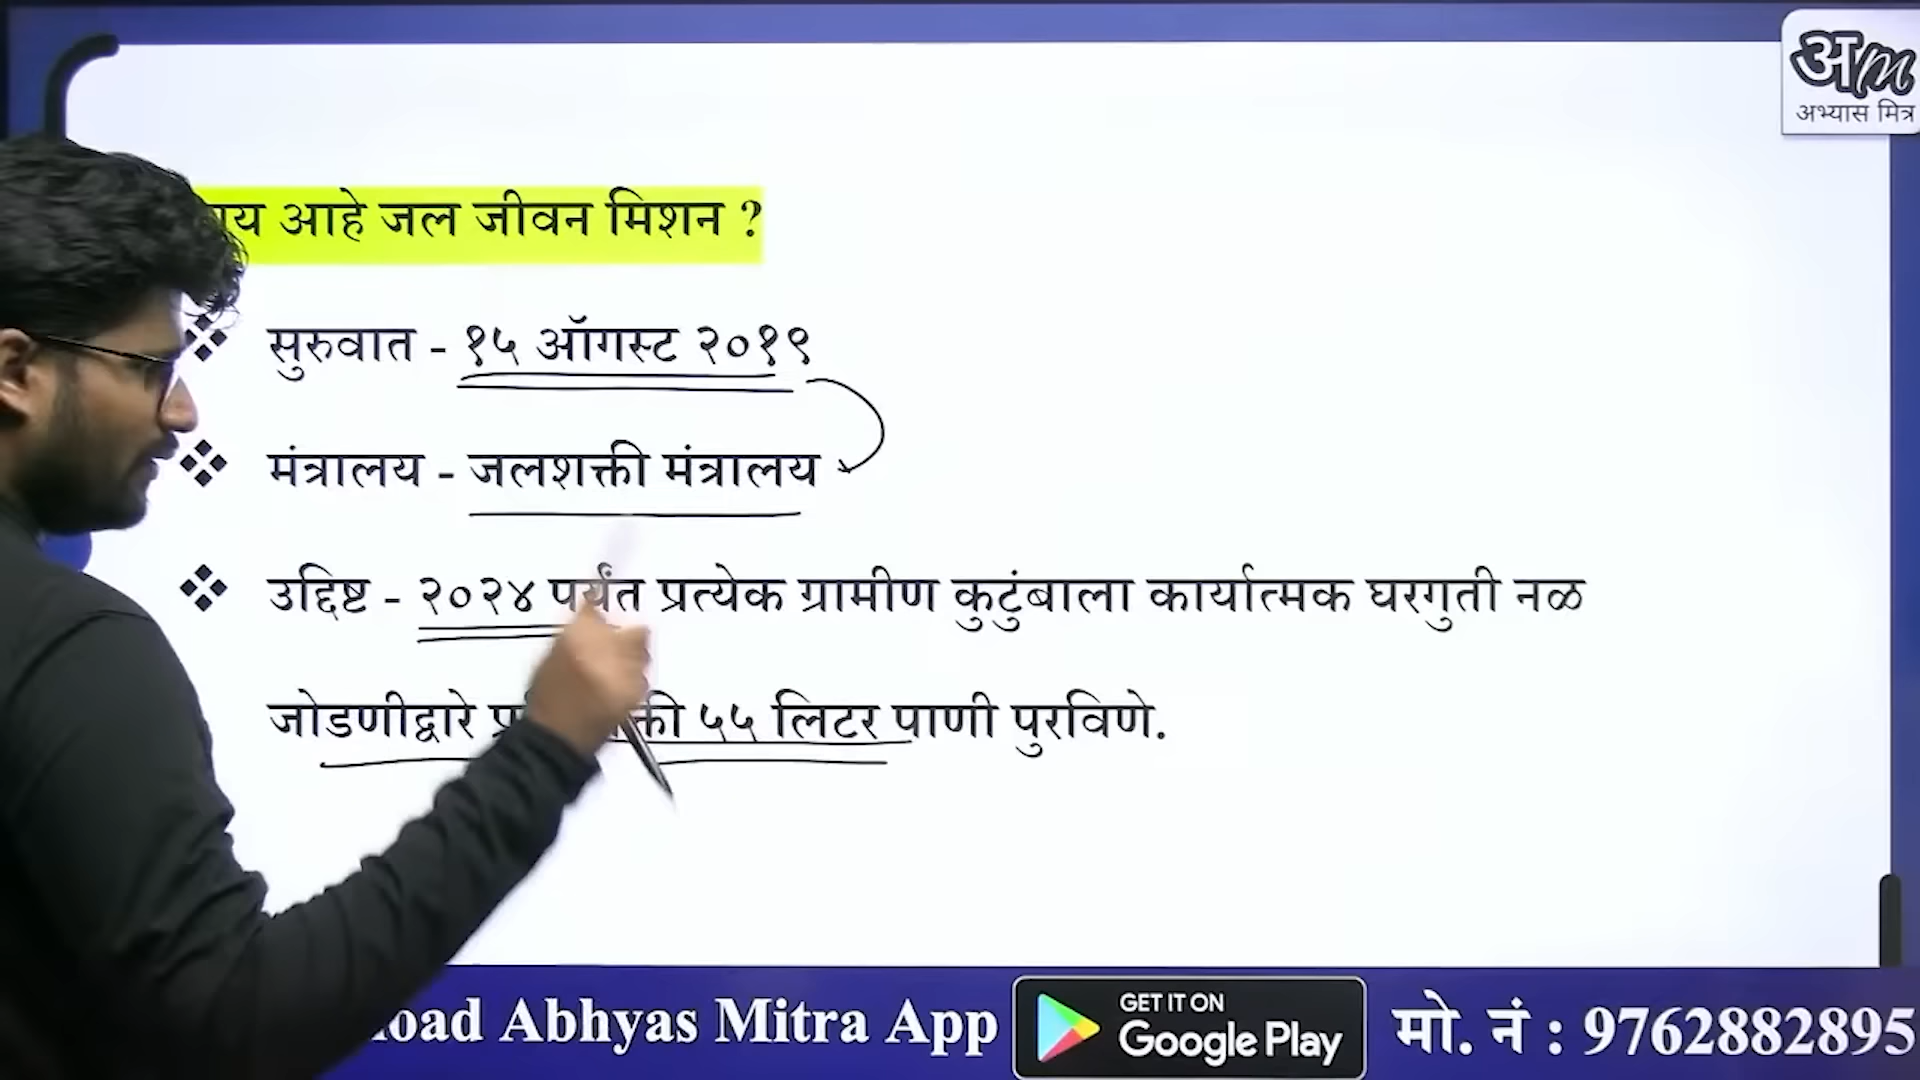 आहे जल जीवन मिशन ?
सुरुवात - १५ ऑगस्ट २०१९
मंत्रालय - जलशक्ती मंत्रालय
उद्दिष्ट - २०२४ पर्यंत प्रत्येक ग्रामीण कुटुंबाला कार्यात्मक घरगुती नळ
जोडणीद्वारे ५५ लिटर पाणी पुरविणे.
अm
अभ्यास मित्र
Abhyas Mitra App
GET IT ON
Google Play
मो. नं : 9762882895